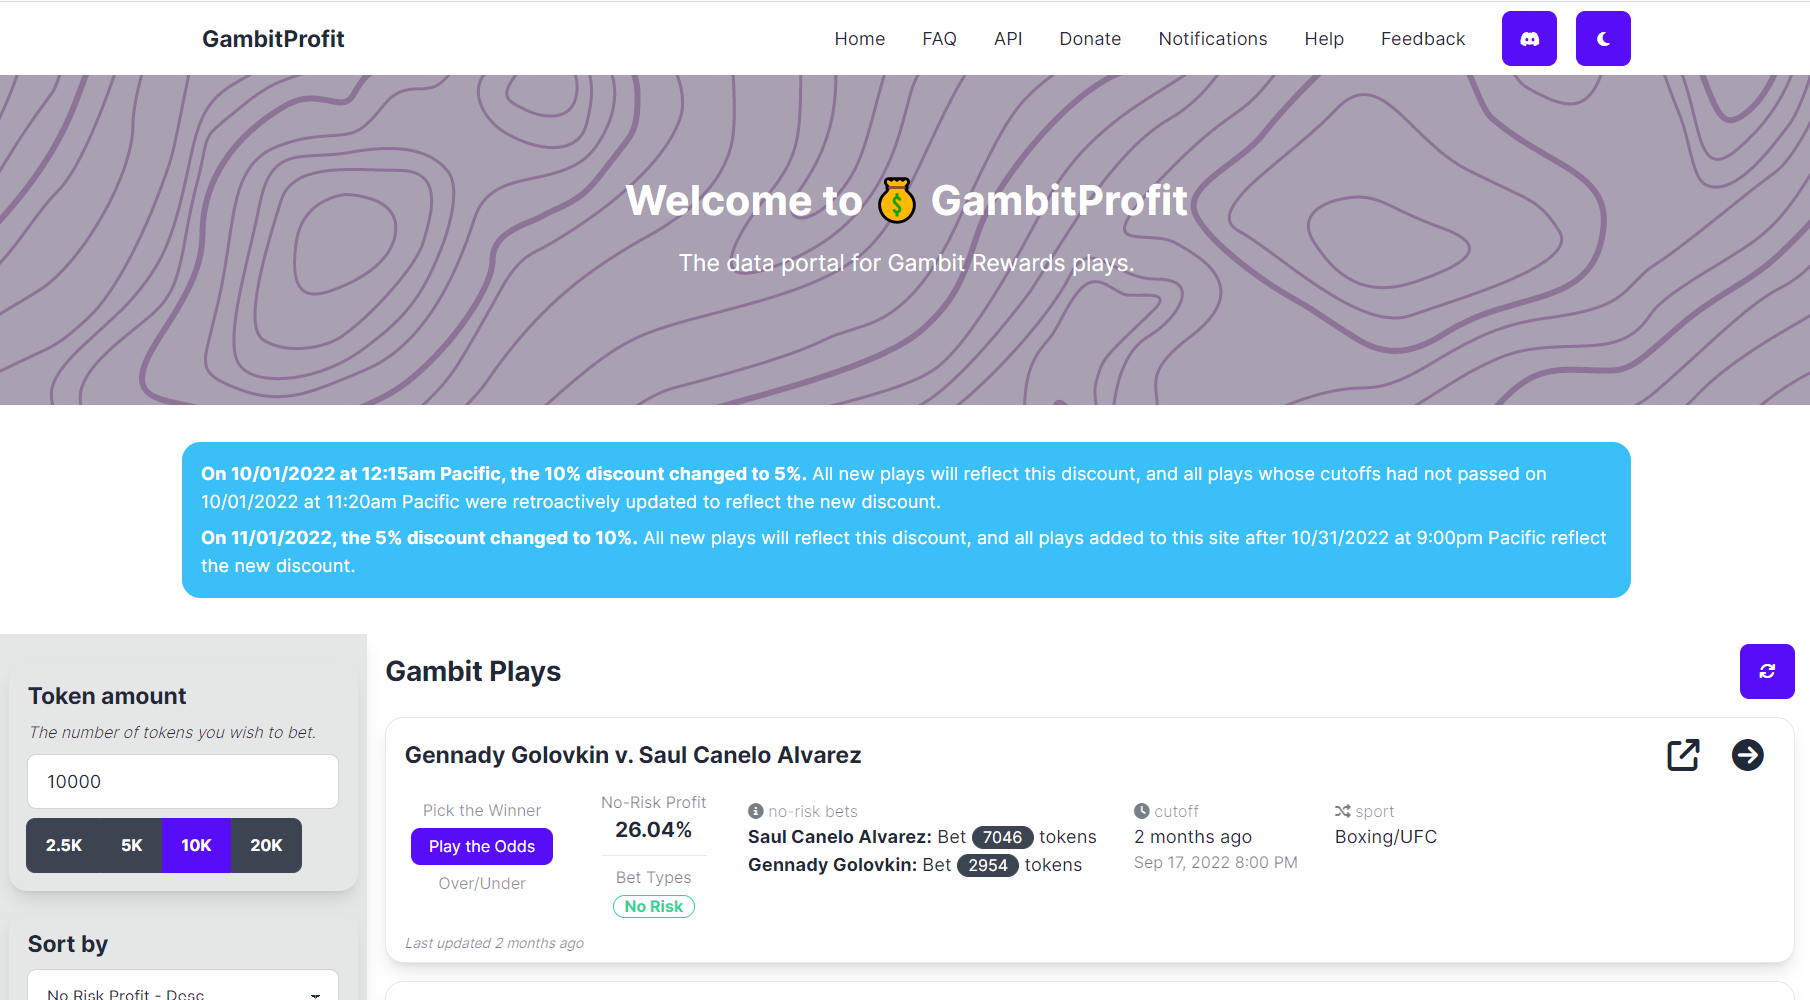 GambitProfit
Home FAQ API Donate Notifications Help Feedback
Welcome to GambitProfit
The data portal for Gambit Rewards plays.
On 10/01/2022 at 12:15am Pacific, the 10% discount changed to 5%. All new plays will reflect this discount, and all plays whose cutoffs had not passed on
10/01/2022 at 11:20am Pacific were retroactively updated to reflect the new discount.
On 11/01/2022, the 5% discount changed to 10%. All new plays will reflect this discount, and all plays added to this site after 10/31/2022 at 9:00pm Pacific reflect
the new discount.
Token amount
The number of tokens you wish to bet.
10000
2.5K 5K 10K 20K
Sort by
No Risk Profit - Desc
Gambit Plays
Gennady Golovkin v. Saul Canelo Alvarez
Pick the Winner
Play the Odds
Over/Under
No-Risk Profit
26.04%
Bet Types
No Risk
no-risk bets
Saul Canelo Alvarez: Bet 7046 tokens
Gennady Golovkin: Bet 2954 tokens
cutoff
2 months ago
Sep 17, 2022 8:00 PM
sport
Boxing/UFC
Last updated 2 months ago